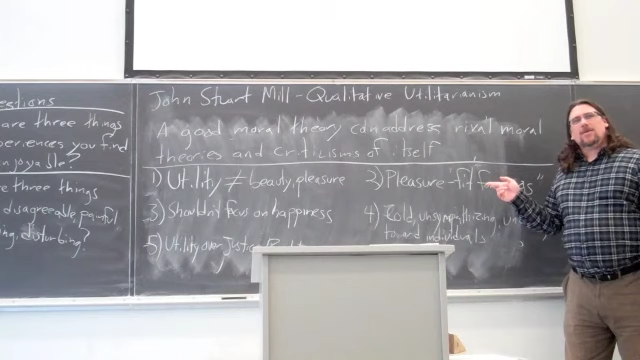 estions
are three things
periences you find
njoyable?
are three things
disagreeable, painful
ing, disturbing?
John Stuart Mill - Qualitative Utilitarianism
A good moral theory can address rival moral
theories and criticisms of itself
1) Utility ≠ beauty, pleasure
2) Pleasure - "fit f
3) Shouldn't focus on happiness
4) Cold, unsympathizing, un
toward individuals
5) Utility over Justice